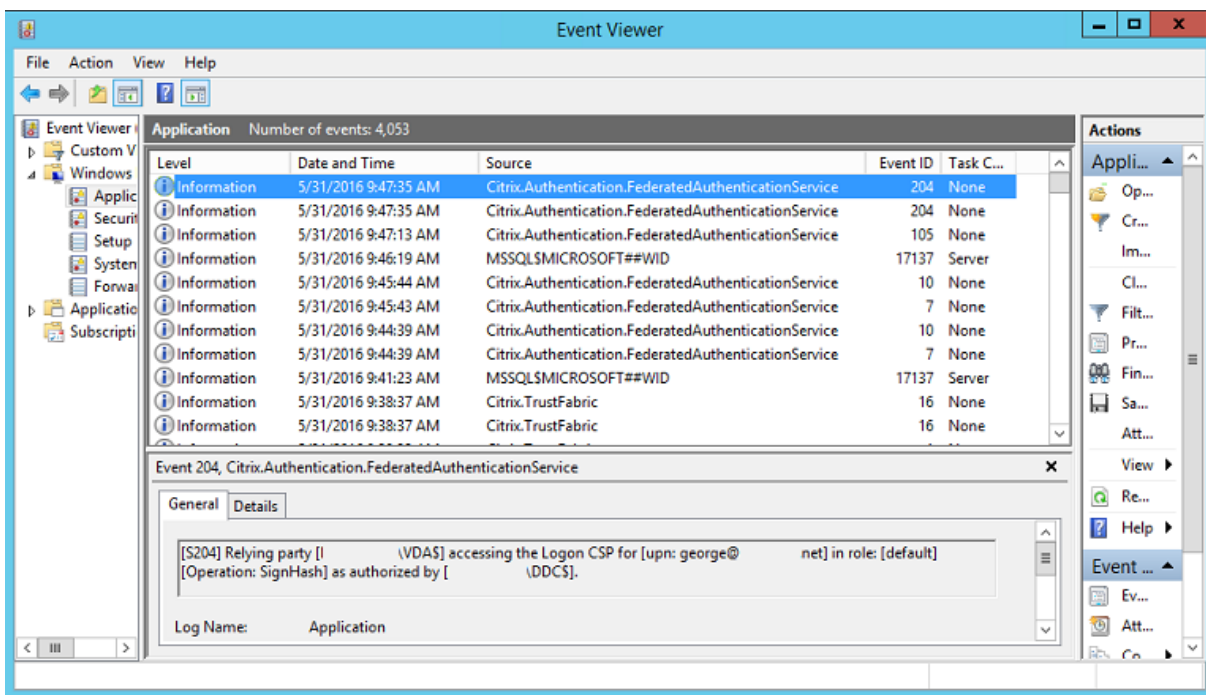 Event Viewer
File Action View Help
Event Viewer
Custom V
Windows
Applic
Securit
Setup
System
Forwar
Applicatio
Subscripti
Application Number of events: 4,053
Level Date and Time Source Event ID Task C...
Information 5/31/2016 9:47:35 AM Citrix.Authentication.FederatedAuthenticationService 204 None
Information 5/31/2016 9:47:35 AM Citrix.Authentication.FederatedAuthenticationService 204 None
Information 5/31/2016 9:47:13 AM Citrix.Authentication.FederatedAuthenticationService 105 None
Information 5/31/2016 9:46:19 AM MSSQL$MICROSOFT##WID 17137 Server
Information 5/31/2016 9:45:44 AM Citrix.Authentication.FederatedAuthenticationService 10 None
Information 5/31/2016 9:45:43 AM Citrix.Authentication.FederatedAuthenticationService 7 None
Information 5/31/2016 9:44:39 AM Citrix.Authentication.FederatedAuthenticationService 10 None
Information 5/31/2016 9:44:39 AM Citrix.Authentication.FederatedAuthenticationService 7 None
Information 5/31/2016 9:41:23 AM MSSQL$MICROSOFT##WID 17137 Server
Information 5/31/2016 9:38:37 AM Citrix.TrustFabric 16 None
Information 5/31/2016 9:38:37 AM Citrix.TrustFabric 16 None
Event 204, Citrix.Authentication.FederatedAuthenticationService
General Details
[S204] Relying party [ \VDA$] accessing the Logon CSP for [upn: george@ net] in role: [default]
[Operation: SignHash] as authorized by [ \DDC$].
Log Name: Application
Actions
Appli...
Op...
Cr...
Im...
Cl...
Filt...
Pr...
Fin...
Sa...
Att...
View
Re...
Help
Event ...
Ev...
Att...
Co...